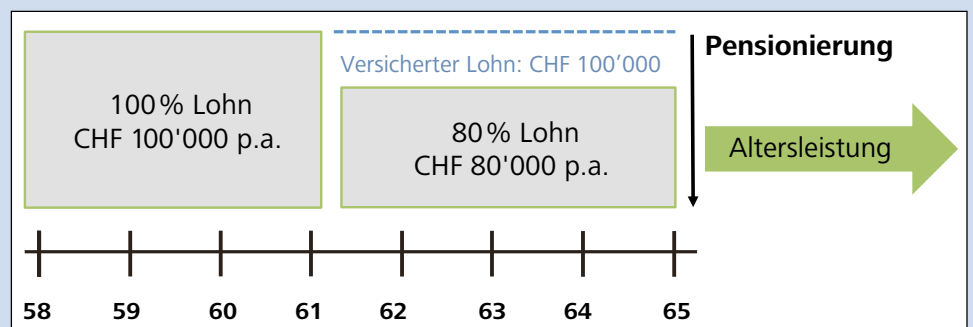 100% Lohn
CHF 100'000 p.a.
Versicherter Lohn: CHF 100’000
80% Lohn
CHF 80'000 p.a.
Pensionierung
Altersleistung
58 59 60 61 62 63 64 65